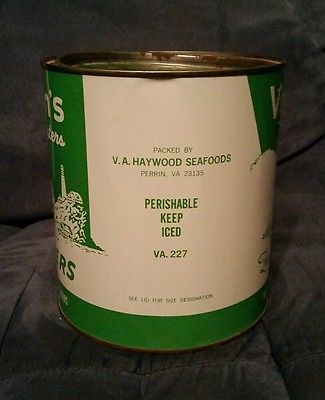 PACKED BY
V.A. HAYWOOD SEAFOODS
PERRIN, VA 23135
PERISHABLE
KEEP
ICED
VA. 227
SEE LID FOR SIZE DESIGNATION